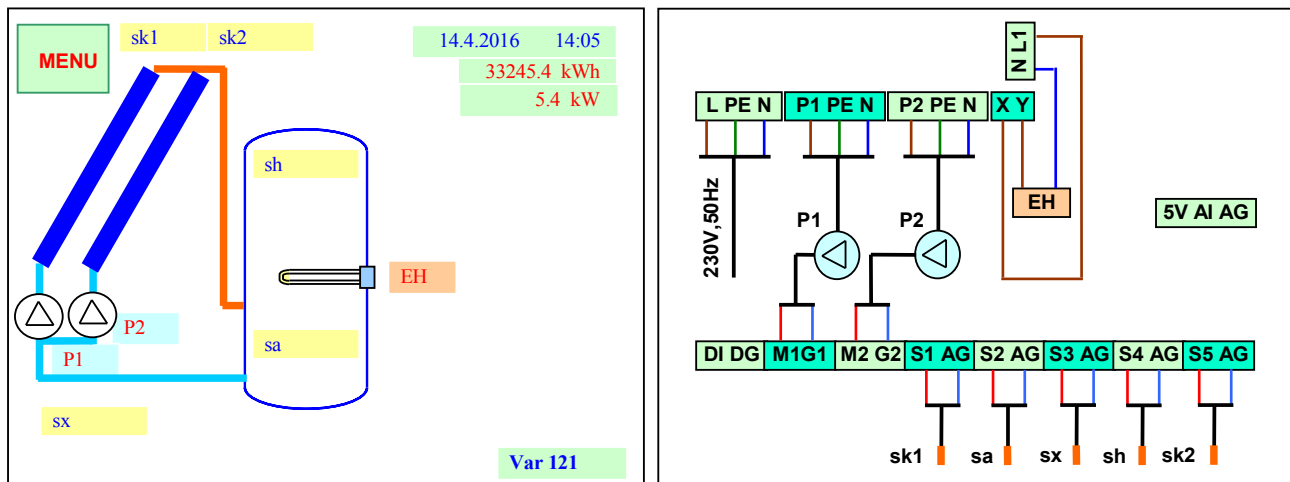 sk1 sk2
MENU
14.4.2016 14:05
33245.4 kWh
5.4 kW
sh
EH
P2
P1
sa
sx
Var 121
N L1
L PE N P1 PE N P2 PE N X Y
EH
5V AI AG
230V,50Hz
P1 P2
DI DG M1G1 M2 G2 S1 AG S2 AG S3 AG S4 AG S5 AG
sk1 sa sx sh sk2